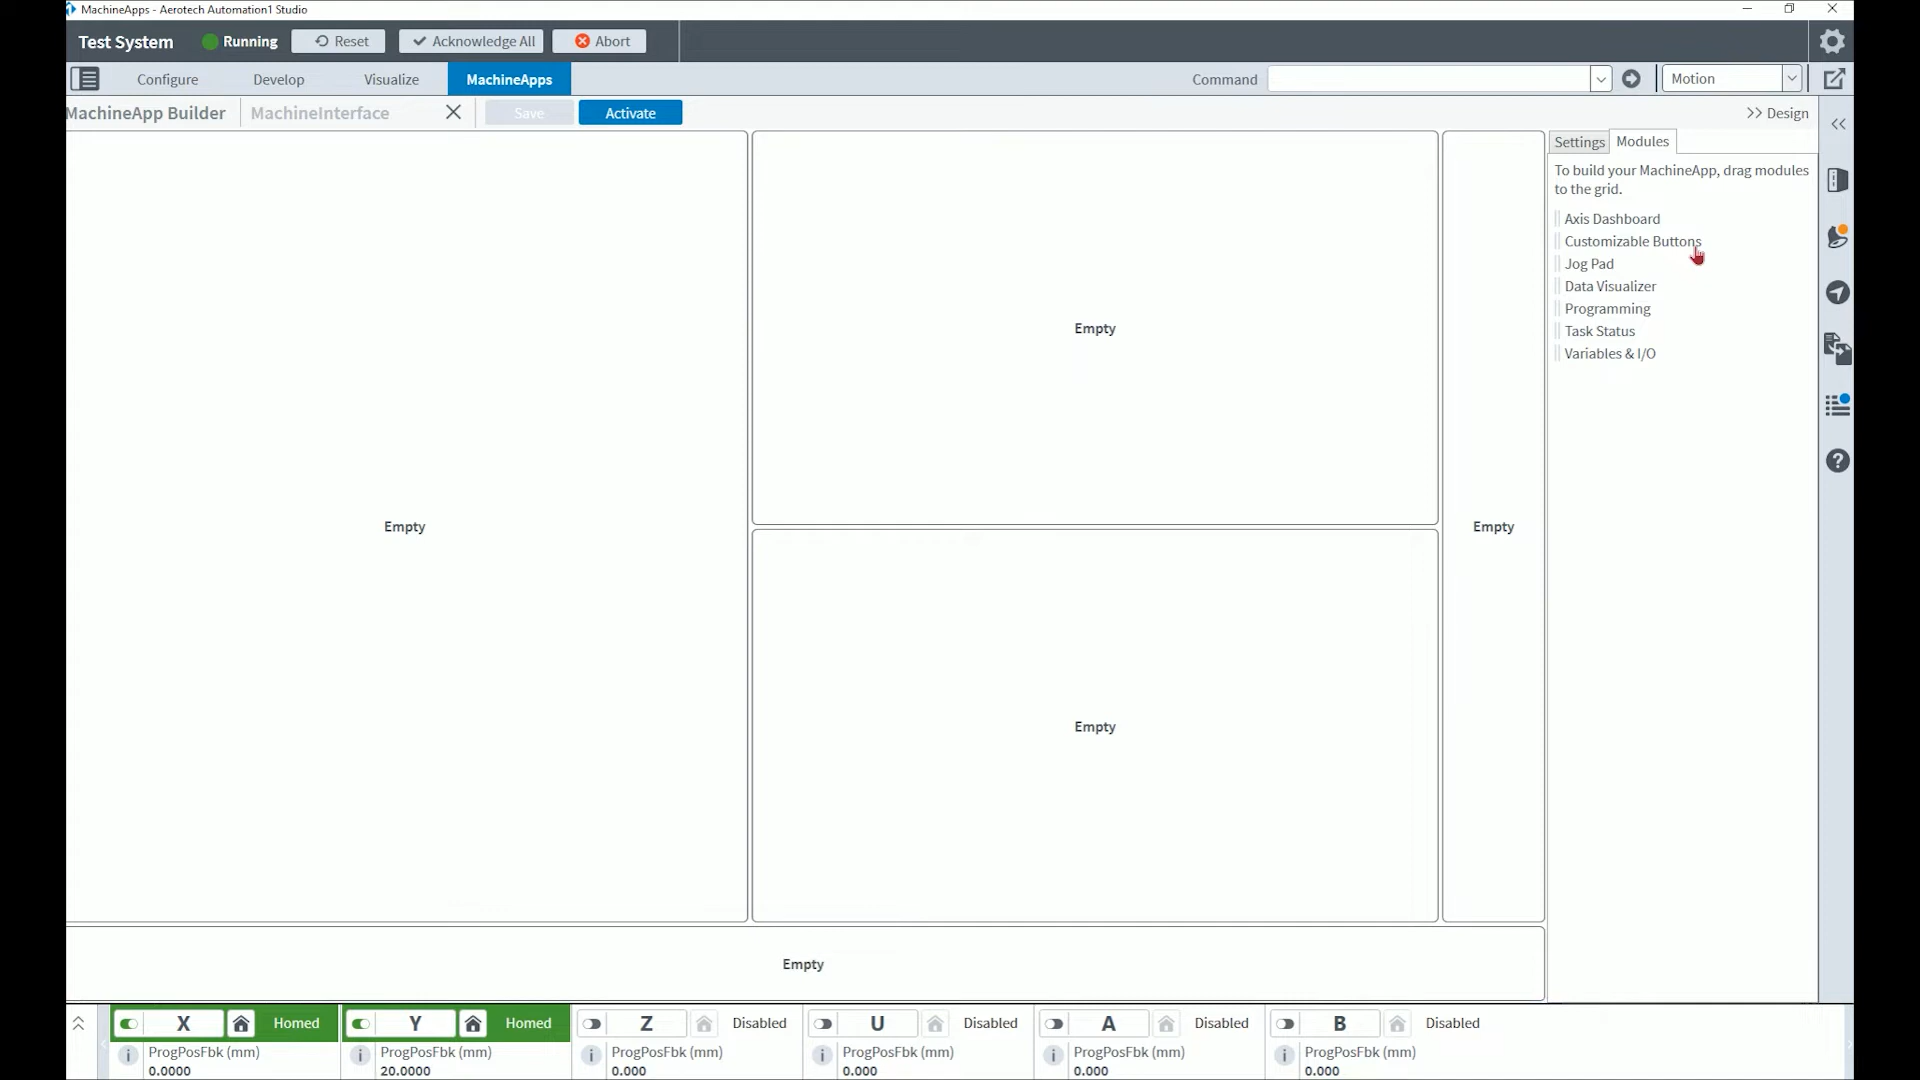 MachineApps - Aerotech Automation1 Studio
Test System Running Reset Acknowledge All Abort
Configure Develop Visualize MachineApps Command Motion
MachineApp Builder MachineInterface Save Activate >> Design
Settings Modules
To build your MachineApp, drag modules
to the grid.
Axis Dashboard
Customizable Buttons
Jog Pad
Data Visualizer
Programming
Task Status
Variables & I/O
Empty
Empty
Empty
Empty
Empty
X Homed Y Homed Z Disabled U Disabled A Disabled B Disabled
ProgPosFbk (mm) ProgPosFbk (mm) ProgPosFbk (mm) ProgPosFbk (mm) ProgPosFbk (mm) ProgPosFbk (mm)
0.0000 20.0000 0.000 0.000 0.000 0.000